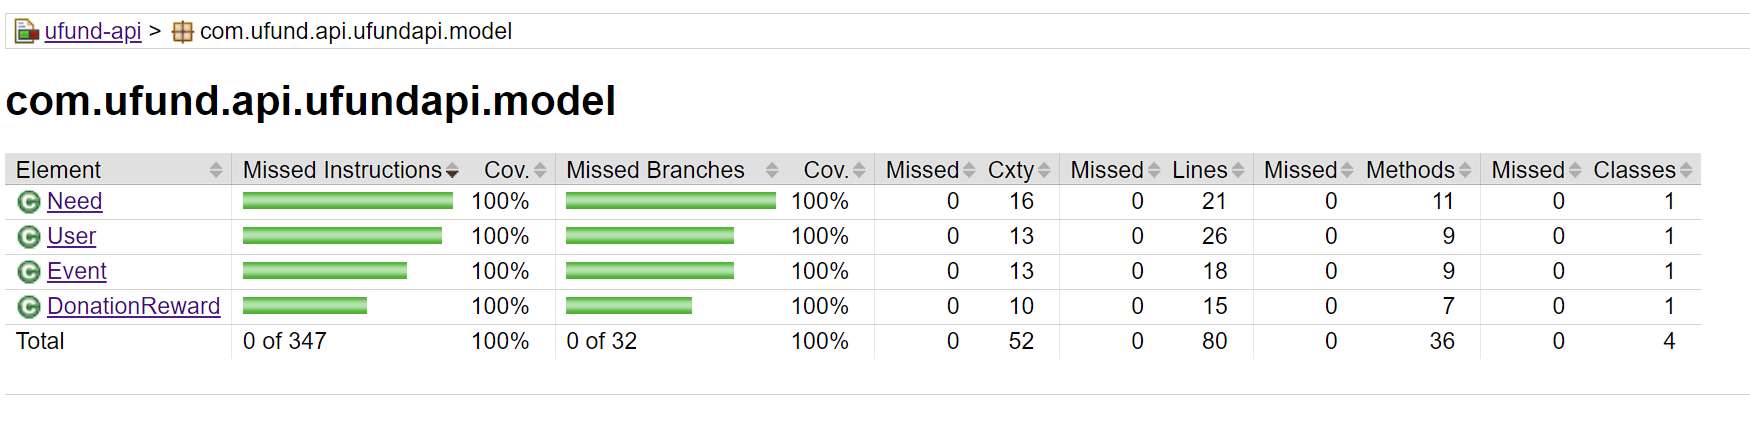 ufund-api > com.ufund.api.ufundapi.model
com.ufund.api.ufundapi.model
Element Missed Instructions Cov. Missed Branches Cov. Missed Cxty Missed Lines Missed Methods Missed Classes
C Need 100% 100% 0 16 0 21 0 11 0 1
C User 100% 100% 0 13 0 26 0 9 0 1
C Event 100% 100% 0 13 0 18 0 9 0 1
C DonationReward 100% 100% 0 10 0 15 0 7 0 1
Total 0 of 347 100% 0 of 32 100% 0 52 0 80 0 36 0 4